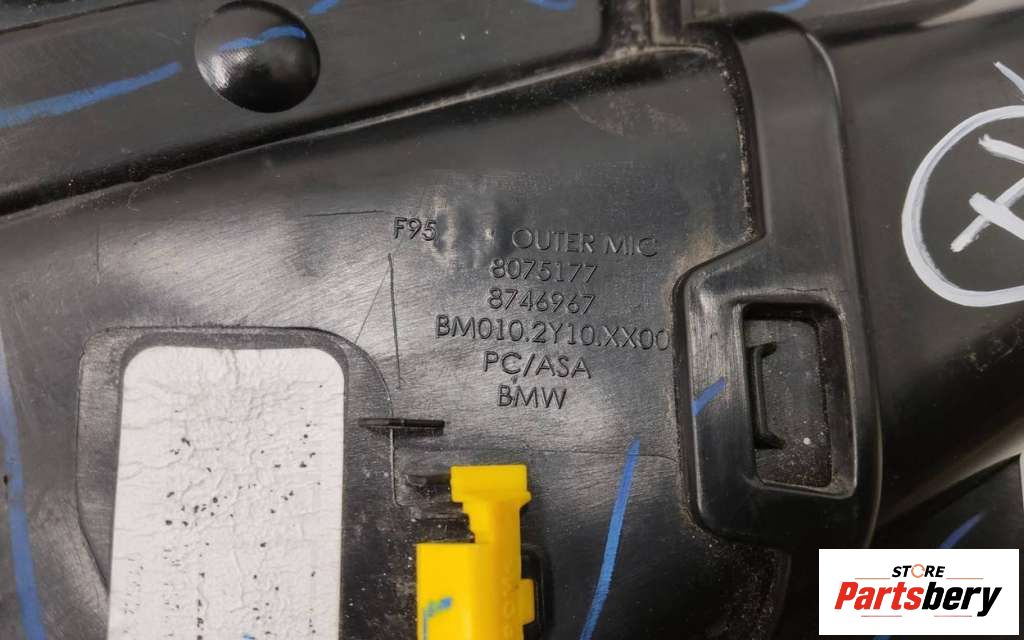 F95 OUTER MIC
8075177
8746967
BM010.2Y10.XX00
PC/ASA
BMW
STORE
Partsbery